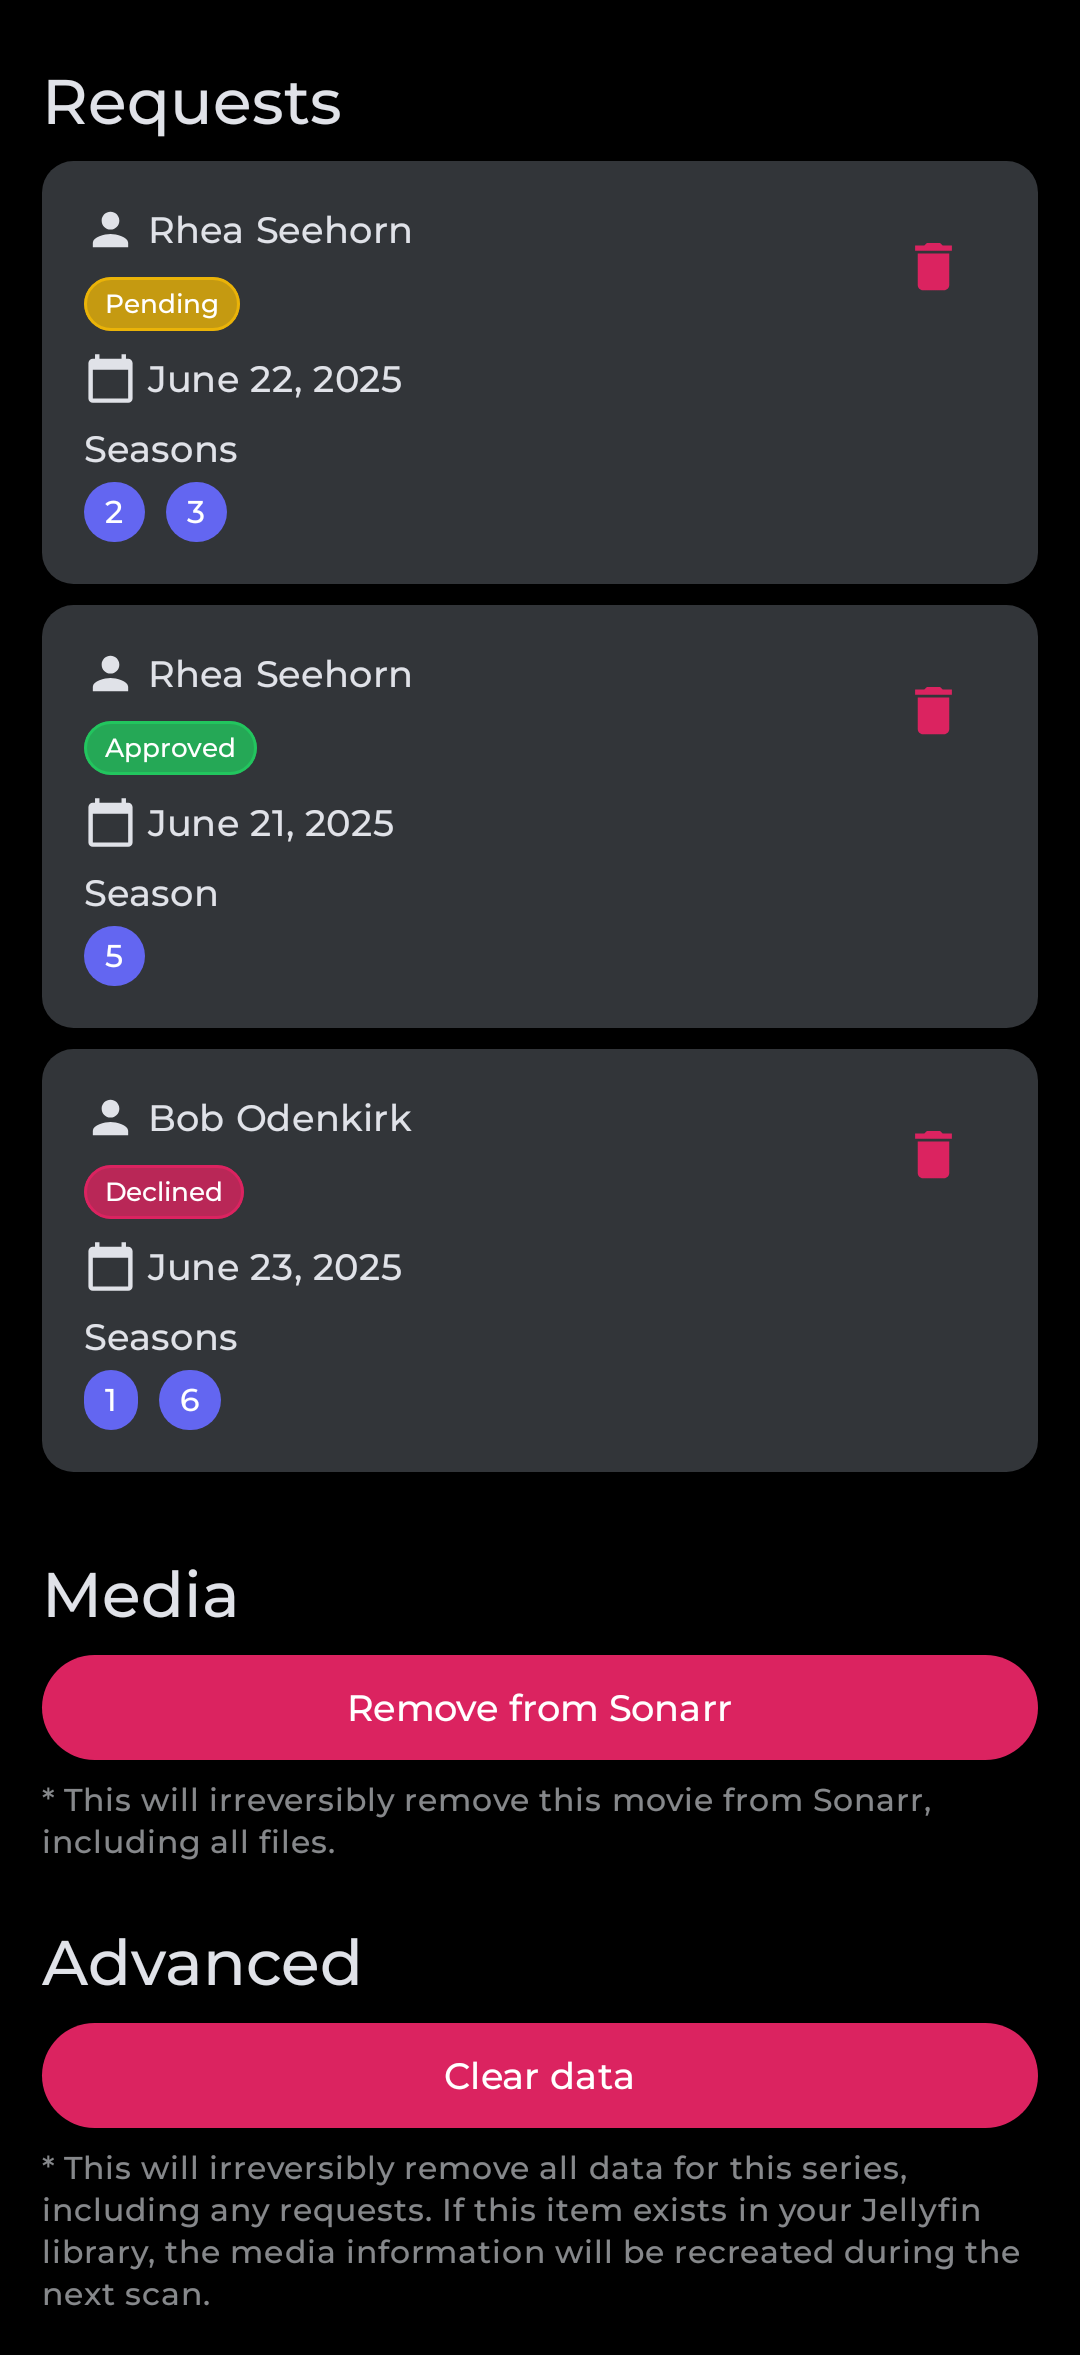 Requests
Rhea Seehorn
Pending
June 22, 2025
Seasons
2 3
Rhea Seehorn
Approved
June 21, 2025
Season
5
Bob Odenkirk
Declined
June 23, 2025
Seasons
1 6
Media
Remove from Sonarr
* This will irreversibly remove this movie from Sonarr,
including all files.
Advanced
Clear data
* This will irreversibly remove all data for this series,
including any requests. If this item exists in your Jellyfin
library, the media information will be recreated during the
next scan.